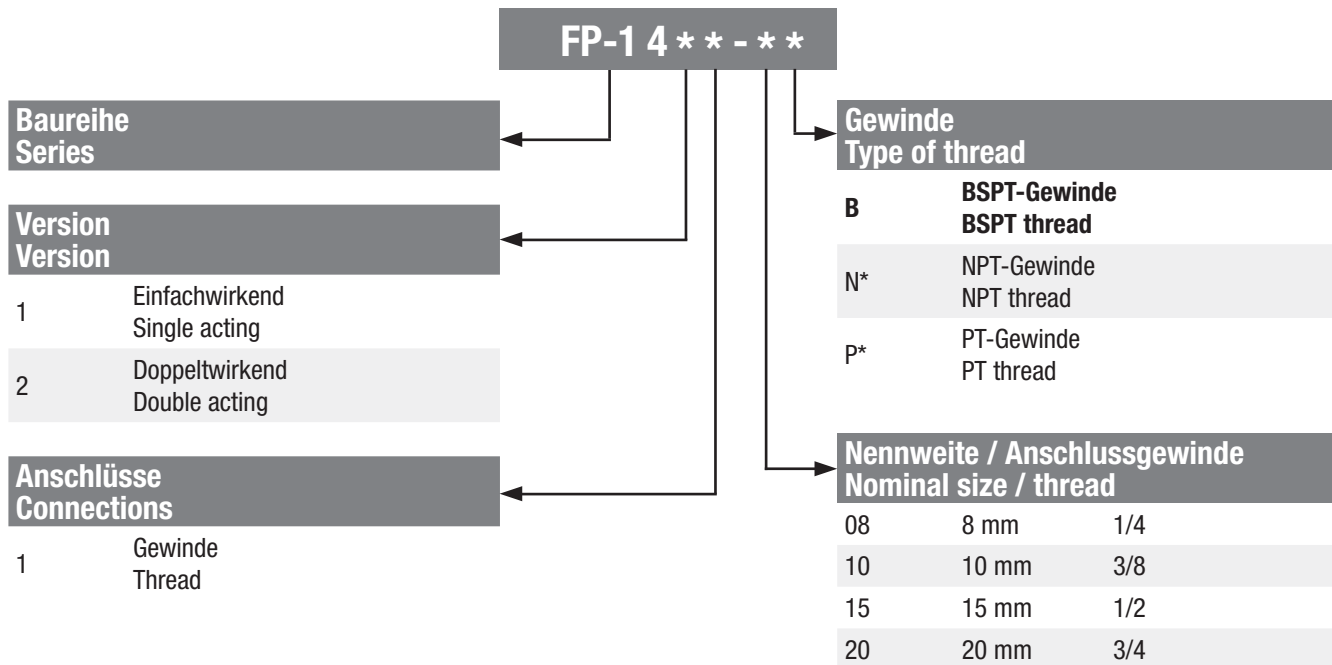 FP-1 4 * * - * *
Baureihe
Series
Version
Version
1 Einfachwirkend
Single acting
2 Doppeltwirkend
Double acting
Anschlüsse
Connections
1 Gewinde
Thread
Gewinde
Type of thread
B BSPT-Gewinde
BSPT thread
N* NPT-Gewinde
NPT thread
P* PT-Gewinde
PT thread
Nennweite / Anschlussgewinde
Nominal size / thread
08 8 mm 1/4
10 10 mm 3/8
15 15 mm 1/2
20 20 mm 3/4